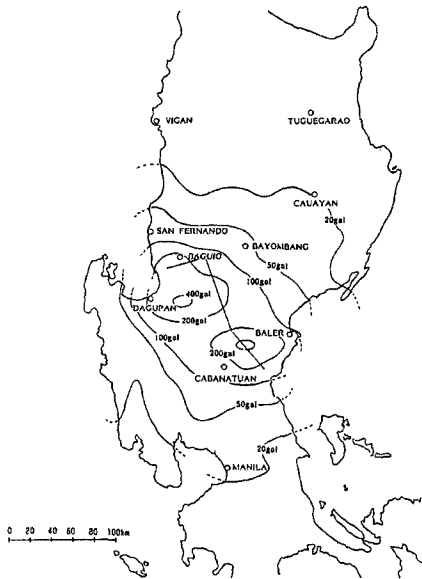 VIGAN
TUGUEGARAO
CAUAYAN
20gal
SAN FERNANDO
BAYOMBANG
50gal
BAGUIO
100gal
400gal
DAGUPAN
200gal
100gal
BALER
200gal
CABANATUAN
50gal
20gal
MANILA
0 20 40 60 80 100km